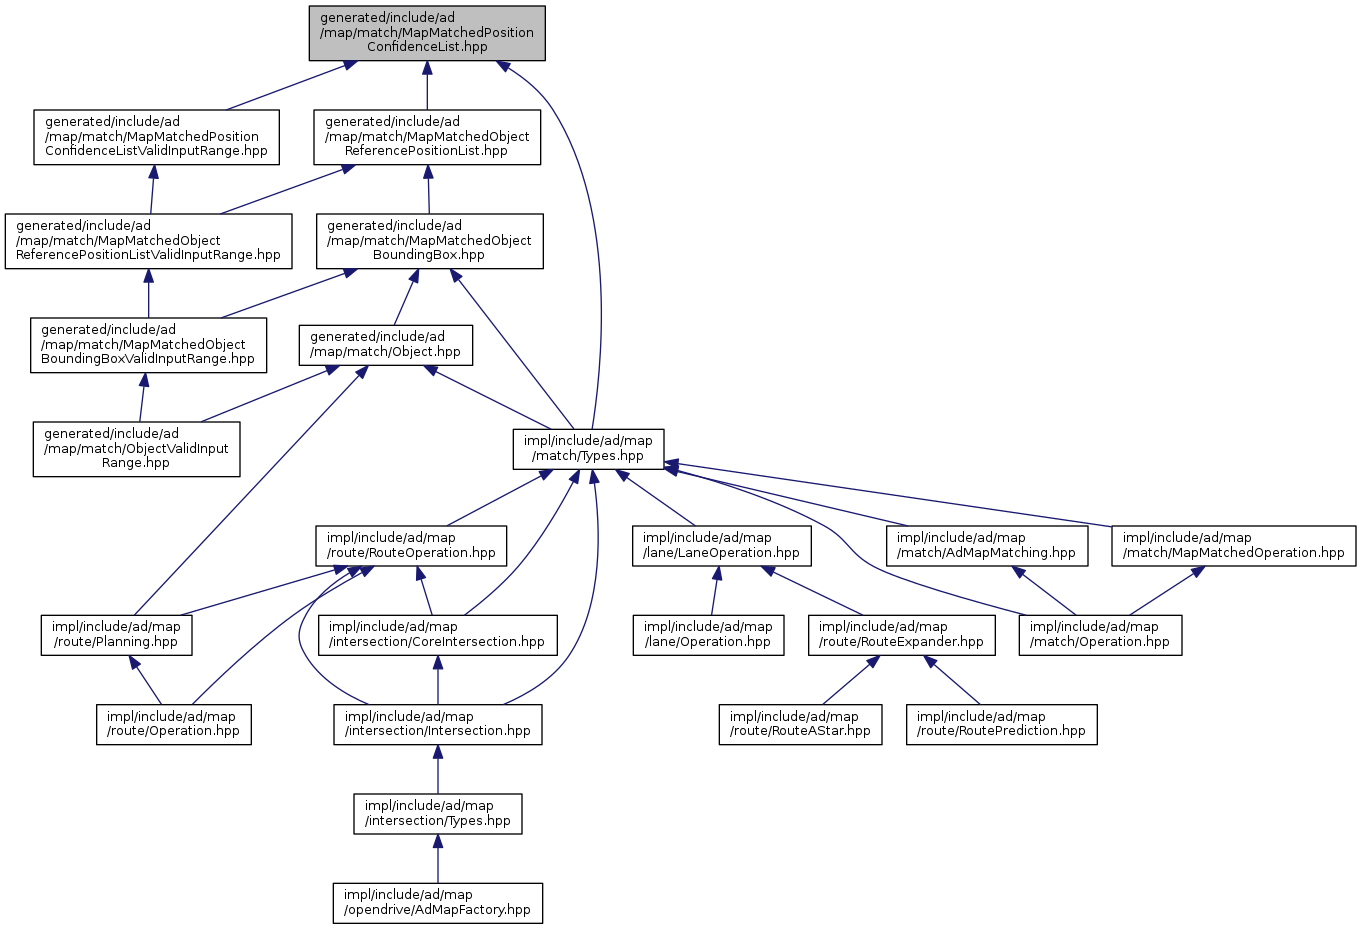 generated/include/ad
/map/match/MapMatchedPosition
ConfidenceList.hpp
generated/include/ad
/map/match/MapMatchedPosition
ConfidenceListValidInputRange.hpp
generated/include/ad
/map/match/MapMatchedObject
ReferencePositionList.hpp
generated/include/ad
/map/match/MapMatchedObject
ReferencePositionListValidInputRange.hpp
generated/include/ad
/map/match/MapMatchedObject
BoundingBox.hpp
generated/include/ad
/map/match/MapMatchedObject
BoundingBoxValidInputRange.hpp
generated/include/ad
/map/match/Object.hpp
generated/include/ad
/map/match/ObjectValidInput
Range.hpp
impl/include/ad/map
/match/Types.hpp
impl/include/ad/map
/route/RouteOperation.hpp
impl/include/ad/map
/lane/LaneOperation.hpp
impl/include/ad/map
/match/AdMapMatching.hpp
impl/include/ad/map
/match/MapMatchedOperation.hpp
impl/include/ad/map
/route/Planning.hpp
impl/include/ad/map
/intersection/CoreIntersection.hpp
impl/include/ad/map
/lane/Operation.hpp
impl/include/ad/map
/route/RouteExpander.hpp
impl/include/ad/map
/match/Operation.hpp
impl/include/ad/map
/route/Operation.hpp
impl/include/ad/map
/intersection/Intersection.hpp
impl/include/ad/map
/route/RouteAStar.hpp
impl/include/ad/map
/route/RoutePrediction.hpp
impl/include/ad/map
/intersection/Types.hpp
impl/include/ad/map
/opendrive/AdMapFactory.hpp